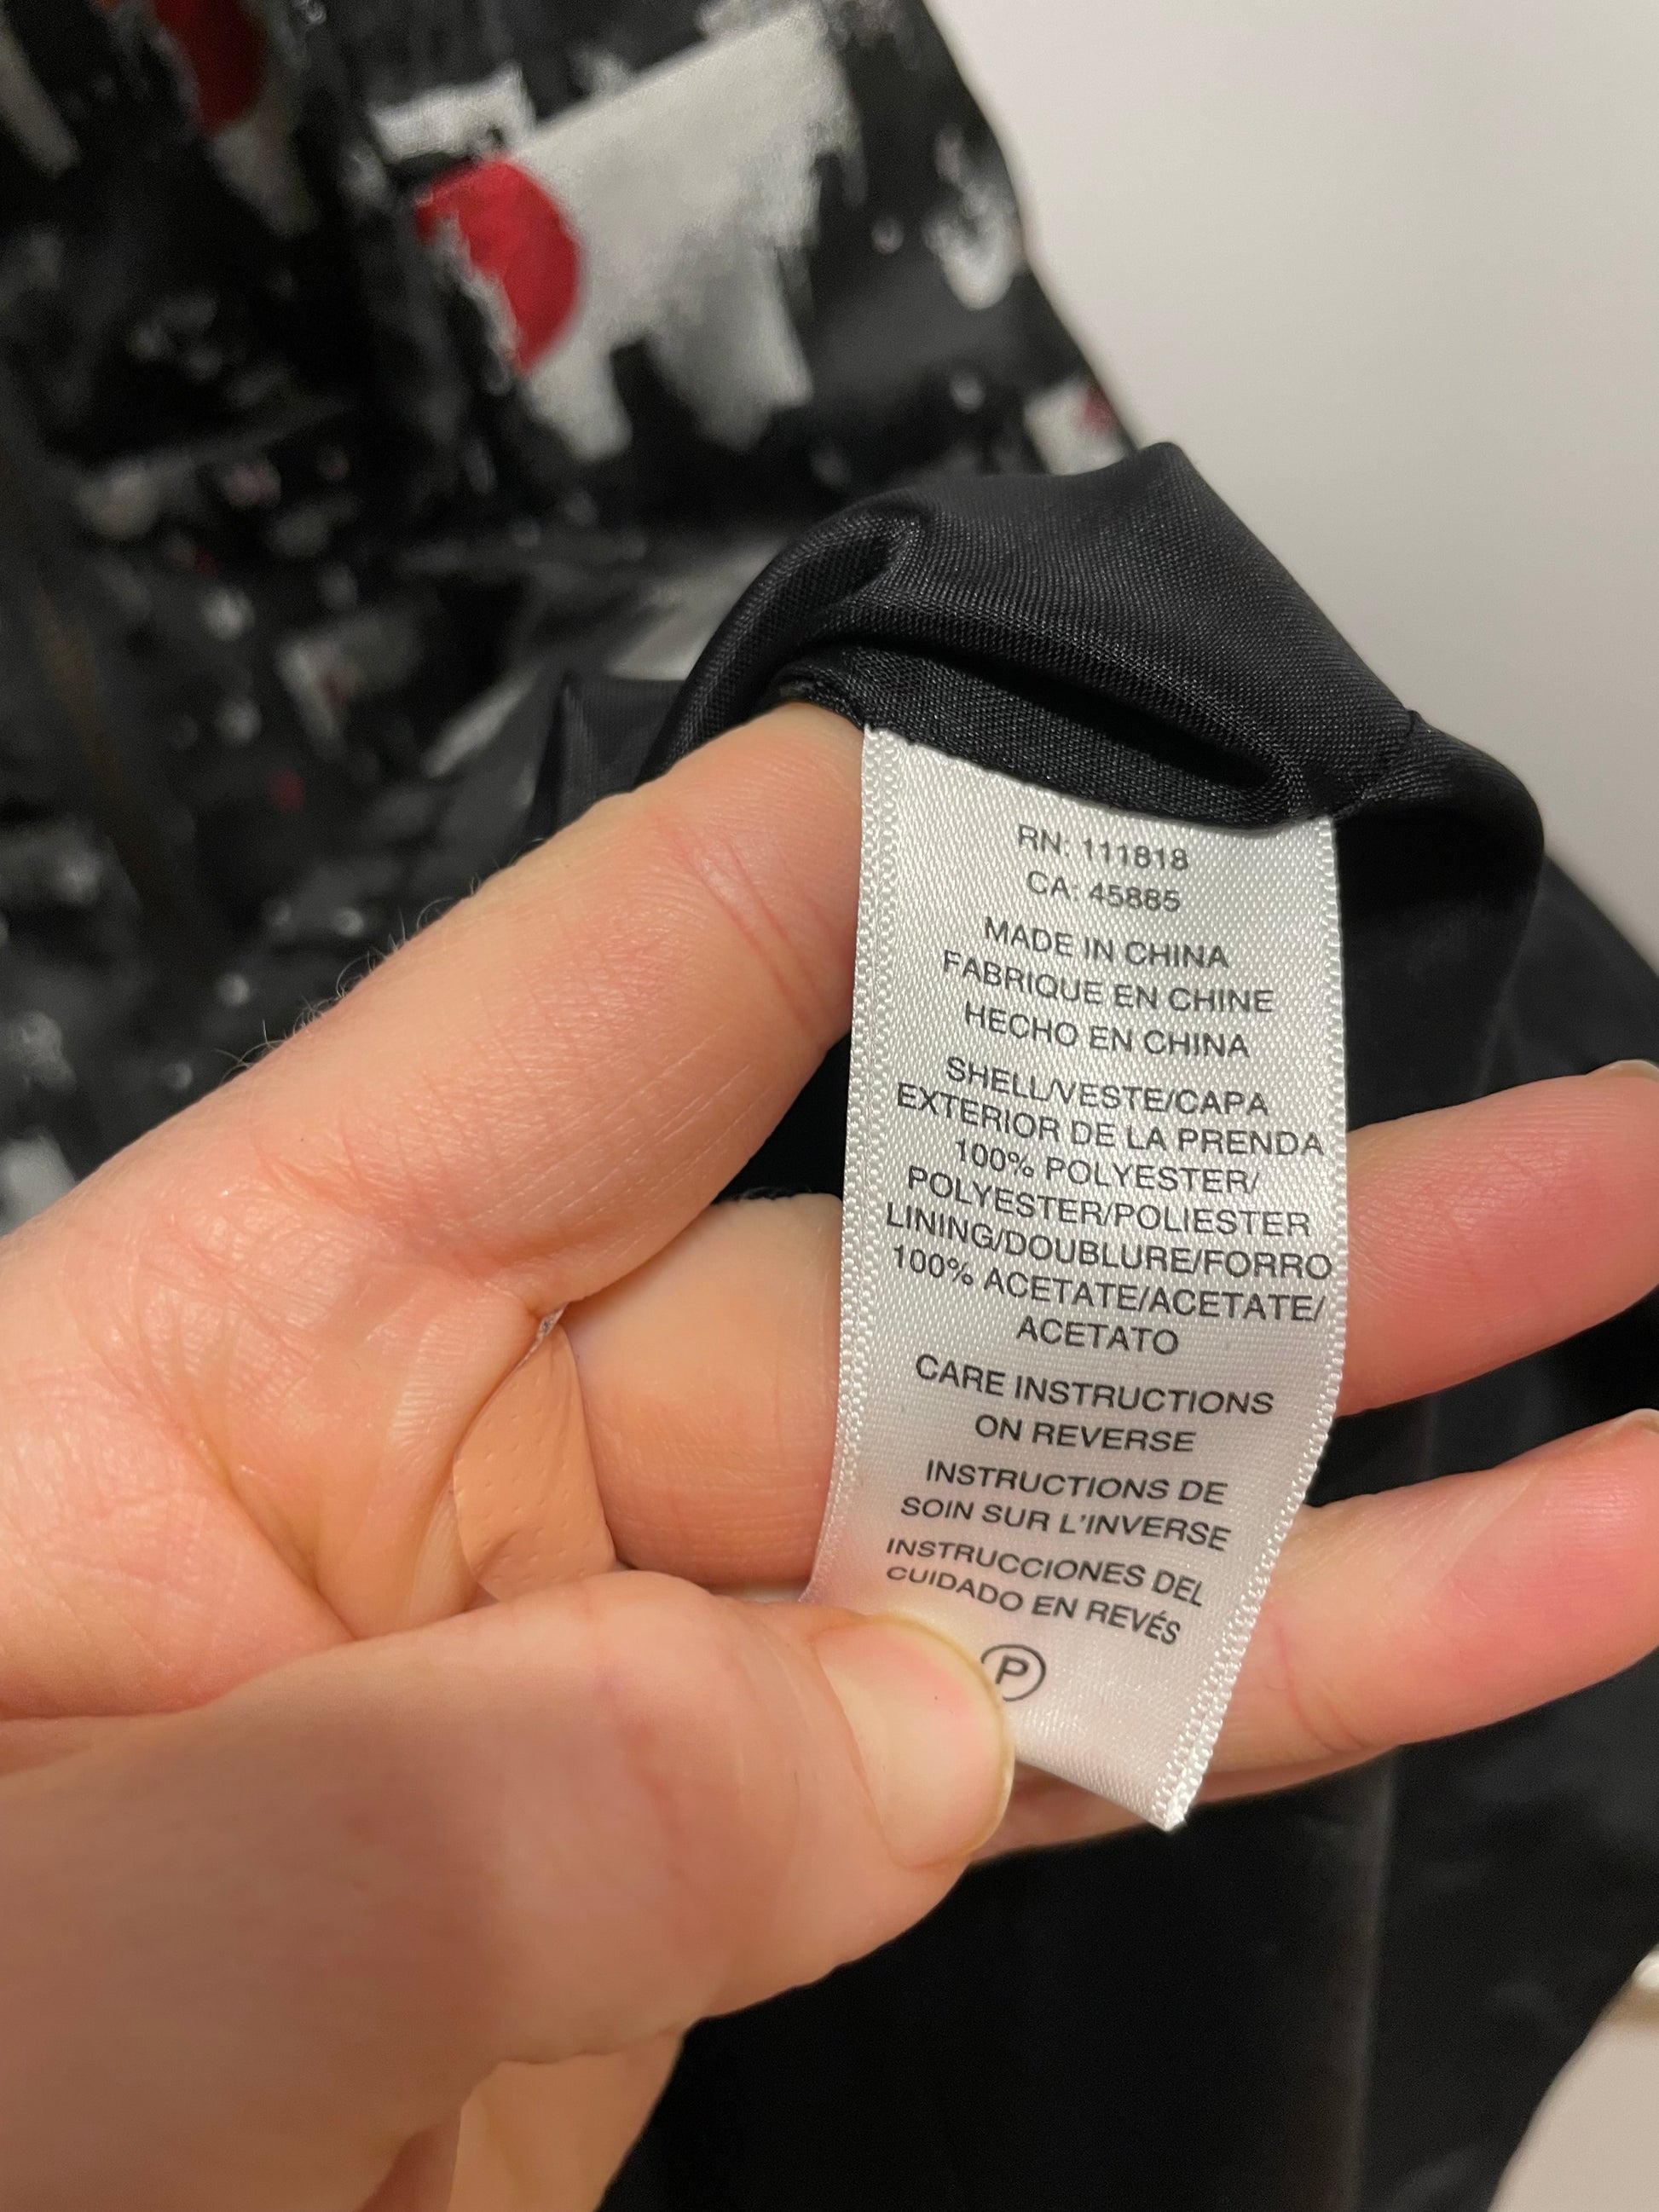 RN: 111818
CA: 45885
MADE IN CHINA
FABRIQUE EN CHINE
HECHO EN CHINA
SHELL/VESTE/CAPA
EXTERIOR DE LA PRENDA
100% POLYESTER/
POLYESTER/POLIESTER
LINING/DOUBLURE/FORRO
100% ACETATE/ACETATE/
ACETATO
CARE INSTRUCTIONS
ON REVERSE
INSTRUCTIONS DE
SOIN SUR L'INVERSE
INSTRUCCIONES DEL
CUIDADO EN REVÉS
P